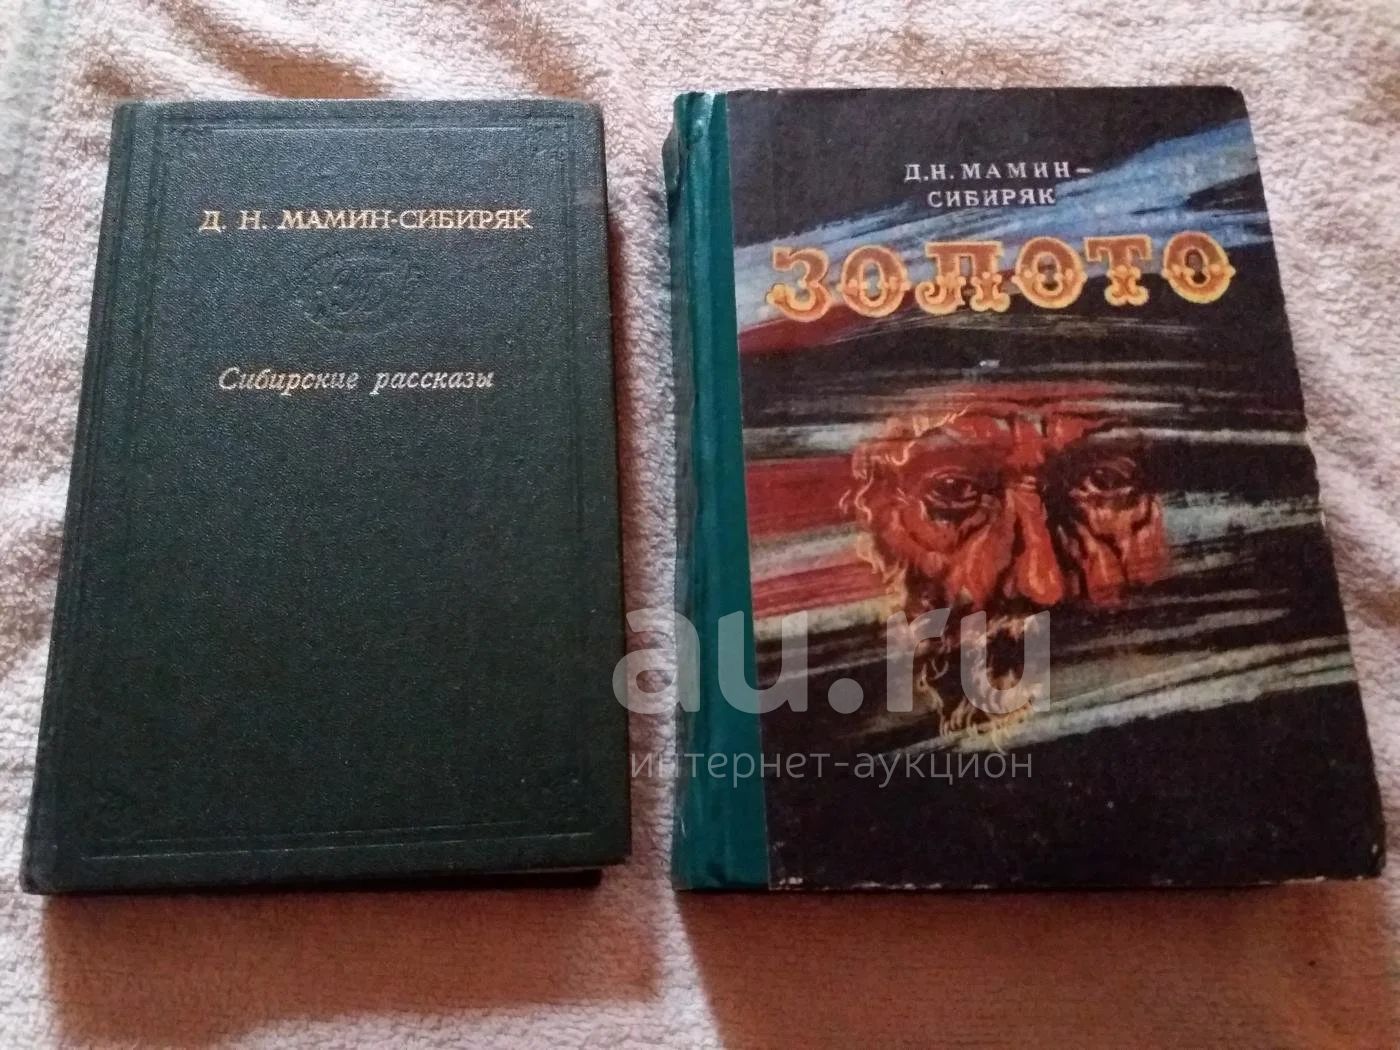 Д. Н. МАМИН-СИБИРЯК
Сибирские рассказы
Д.Н. МАМИН-
СИБИРЯК
ЗОЛОТО
au.ru
интернет-аукцион